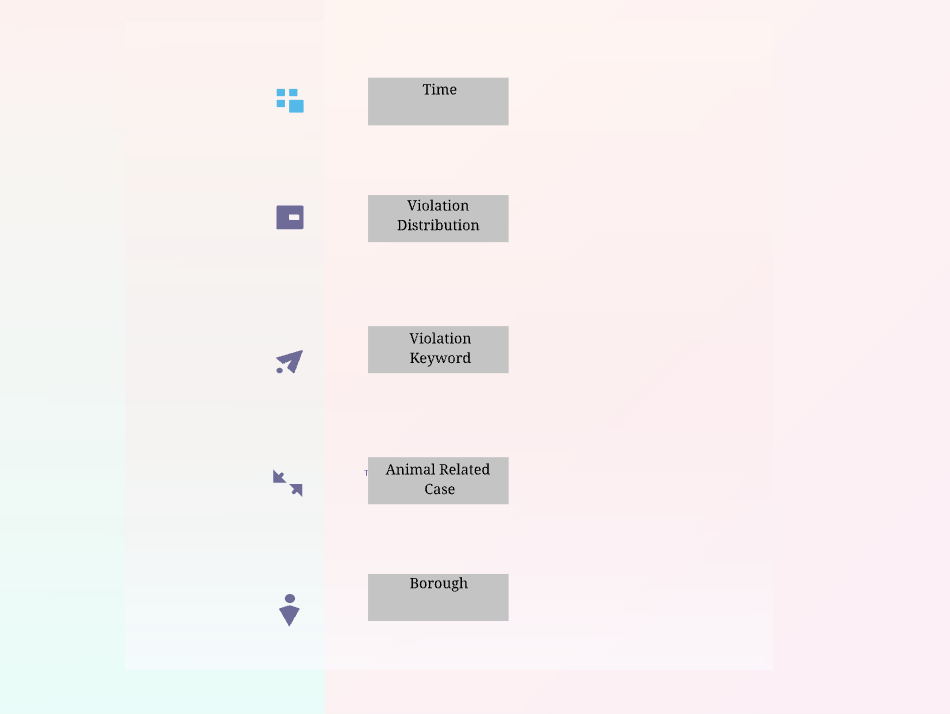 Time
Violation
Distribution
Violation
Keyword
Animal Related
Case
Borough